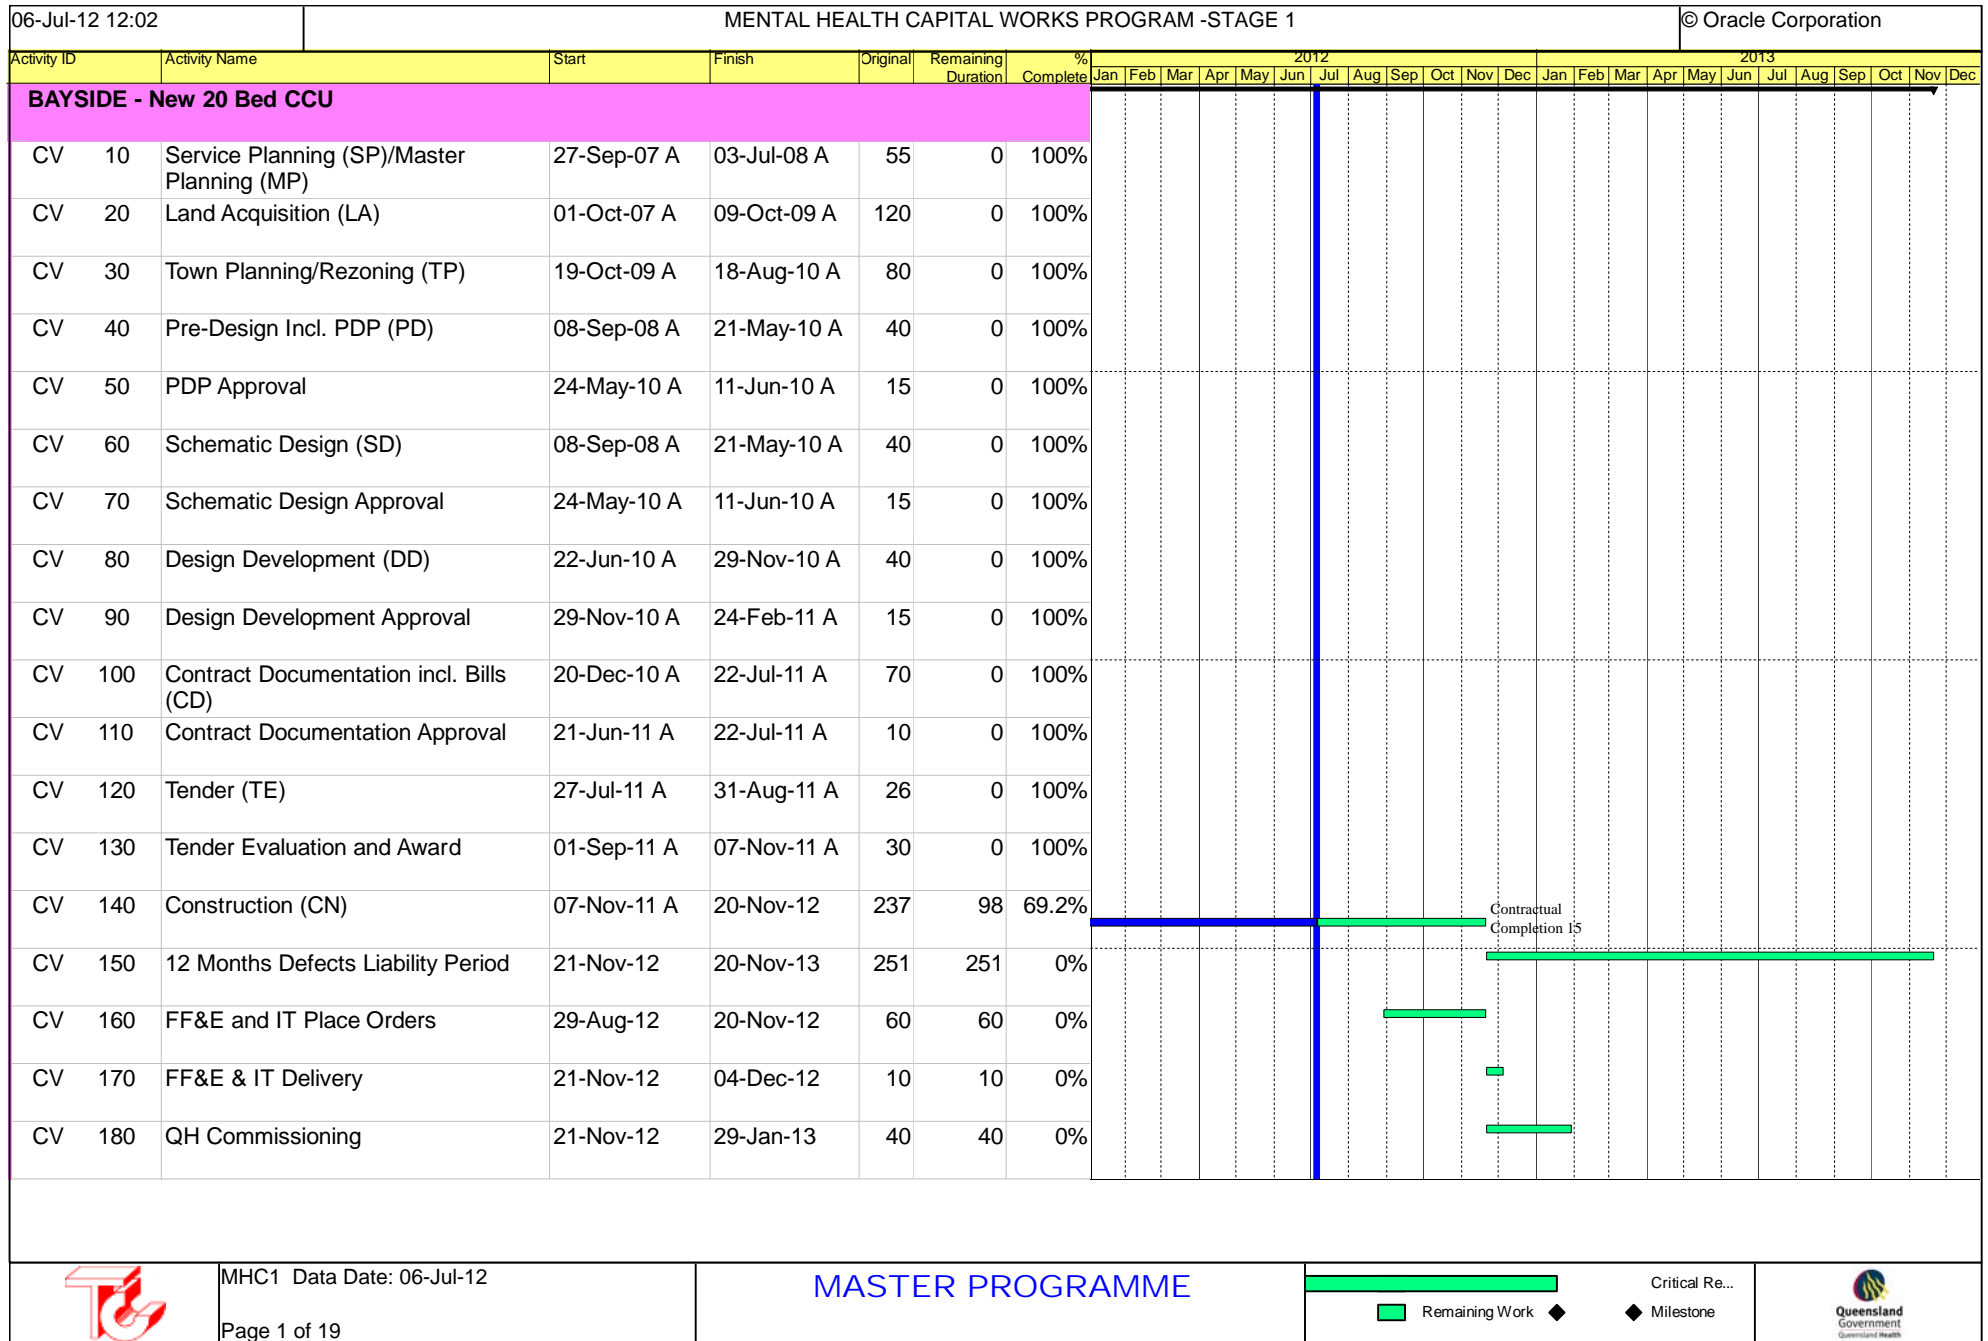 06-Jul-12 12:02 MENTAL HEALTH CAPITAL WORKS PROGRAM -STAGE 1 © Oracle Corporation
Activity ID Activity Name Start Finish Original Remaining % 2012 2013
Duration Complete Jan Feb Mar Apr May Jun Jul Aug Sep Oct Nov Dec Jan Feb Mar Apr May Jun Jul Aug Sep Oct Nov Dec
BAYSIDE - New 20 Bed CCU
CV 10 Service Planning (SP)/Master 27-Sep-07 A 03-Jul-08 A 55 0 100%
Planning (MP)
CV 20 Land Acquisition (LA) 01-Oct-07 A 09-Oct-09 A 120 0 100%
CV 30 Town Planning/Rezoning (TP) 19-Oct-09 A 18-Aug-10 A 80 0 100%
CV 40 Pre-Design Incl. PDP (PD) 08-Sep-08 A 21-May-10 A 40 0 100%
CV 50 PDP Approval 24-May-10 A 11-Jun-10 A 15 0 100%
CV 60 Schematic Design (SD) 08-Sep-08 A 21-May-10 A 40 0 100%
CV 70 Schematic Design Approval 24-May-10 A 11-Jun-10 A 15 0 100%
CV 80 Design Development (DD) 22-Jun-10 A 29-Nov-10 A 40 0 100%
CV 90 Design Development Approval 29-Nov-10 A 24-Feb-11 A 15 0 100%
CV 100 Contract Documentation incl. Bills 20-Dec-10 A 22-Jul-11 A 70 0 100%
(CD)
CV 110 Contract Documentation Approval 21-Jun-11 A 22-Jul-11 A 10 0 100%
CV 120 Tender (TE) 27-Jul-11 A 31-Aug-11 A 26 0 100%
CV 130 Tender Evaluation and Award 01-Sep-11 A 07-Nov-11 A 30 0 100%
CV 140 Construction (CN) 07-Nov-11 A 20-Nov-12 237 98 69.2% Contractual
Completion 15
CV 150 12 Months Defects Liability Period 21-Nov-12 20-Nov-13 251 251 0%
CV 160 FF&E and IT Place Orders 29-Aug-12 20-Nov-12 60 60 0%
CV 170 FF&E & IT Delivery 21-Nov-12 04-Dec-12 10 10 0%
CV 180 QH Commissioning 21-Nov-12 29-Jan-13 40 40 0%
MHC1 Data Date: 06-Jul-12 MASTER PROGRAMME Critical Re...
Remaining Work Milestone
Page 1 of 19
Queensland
Government
Queensland Health